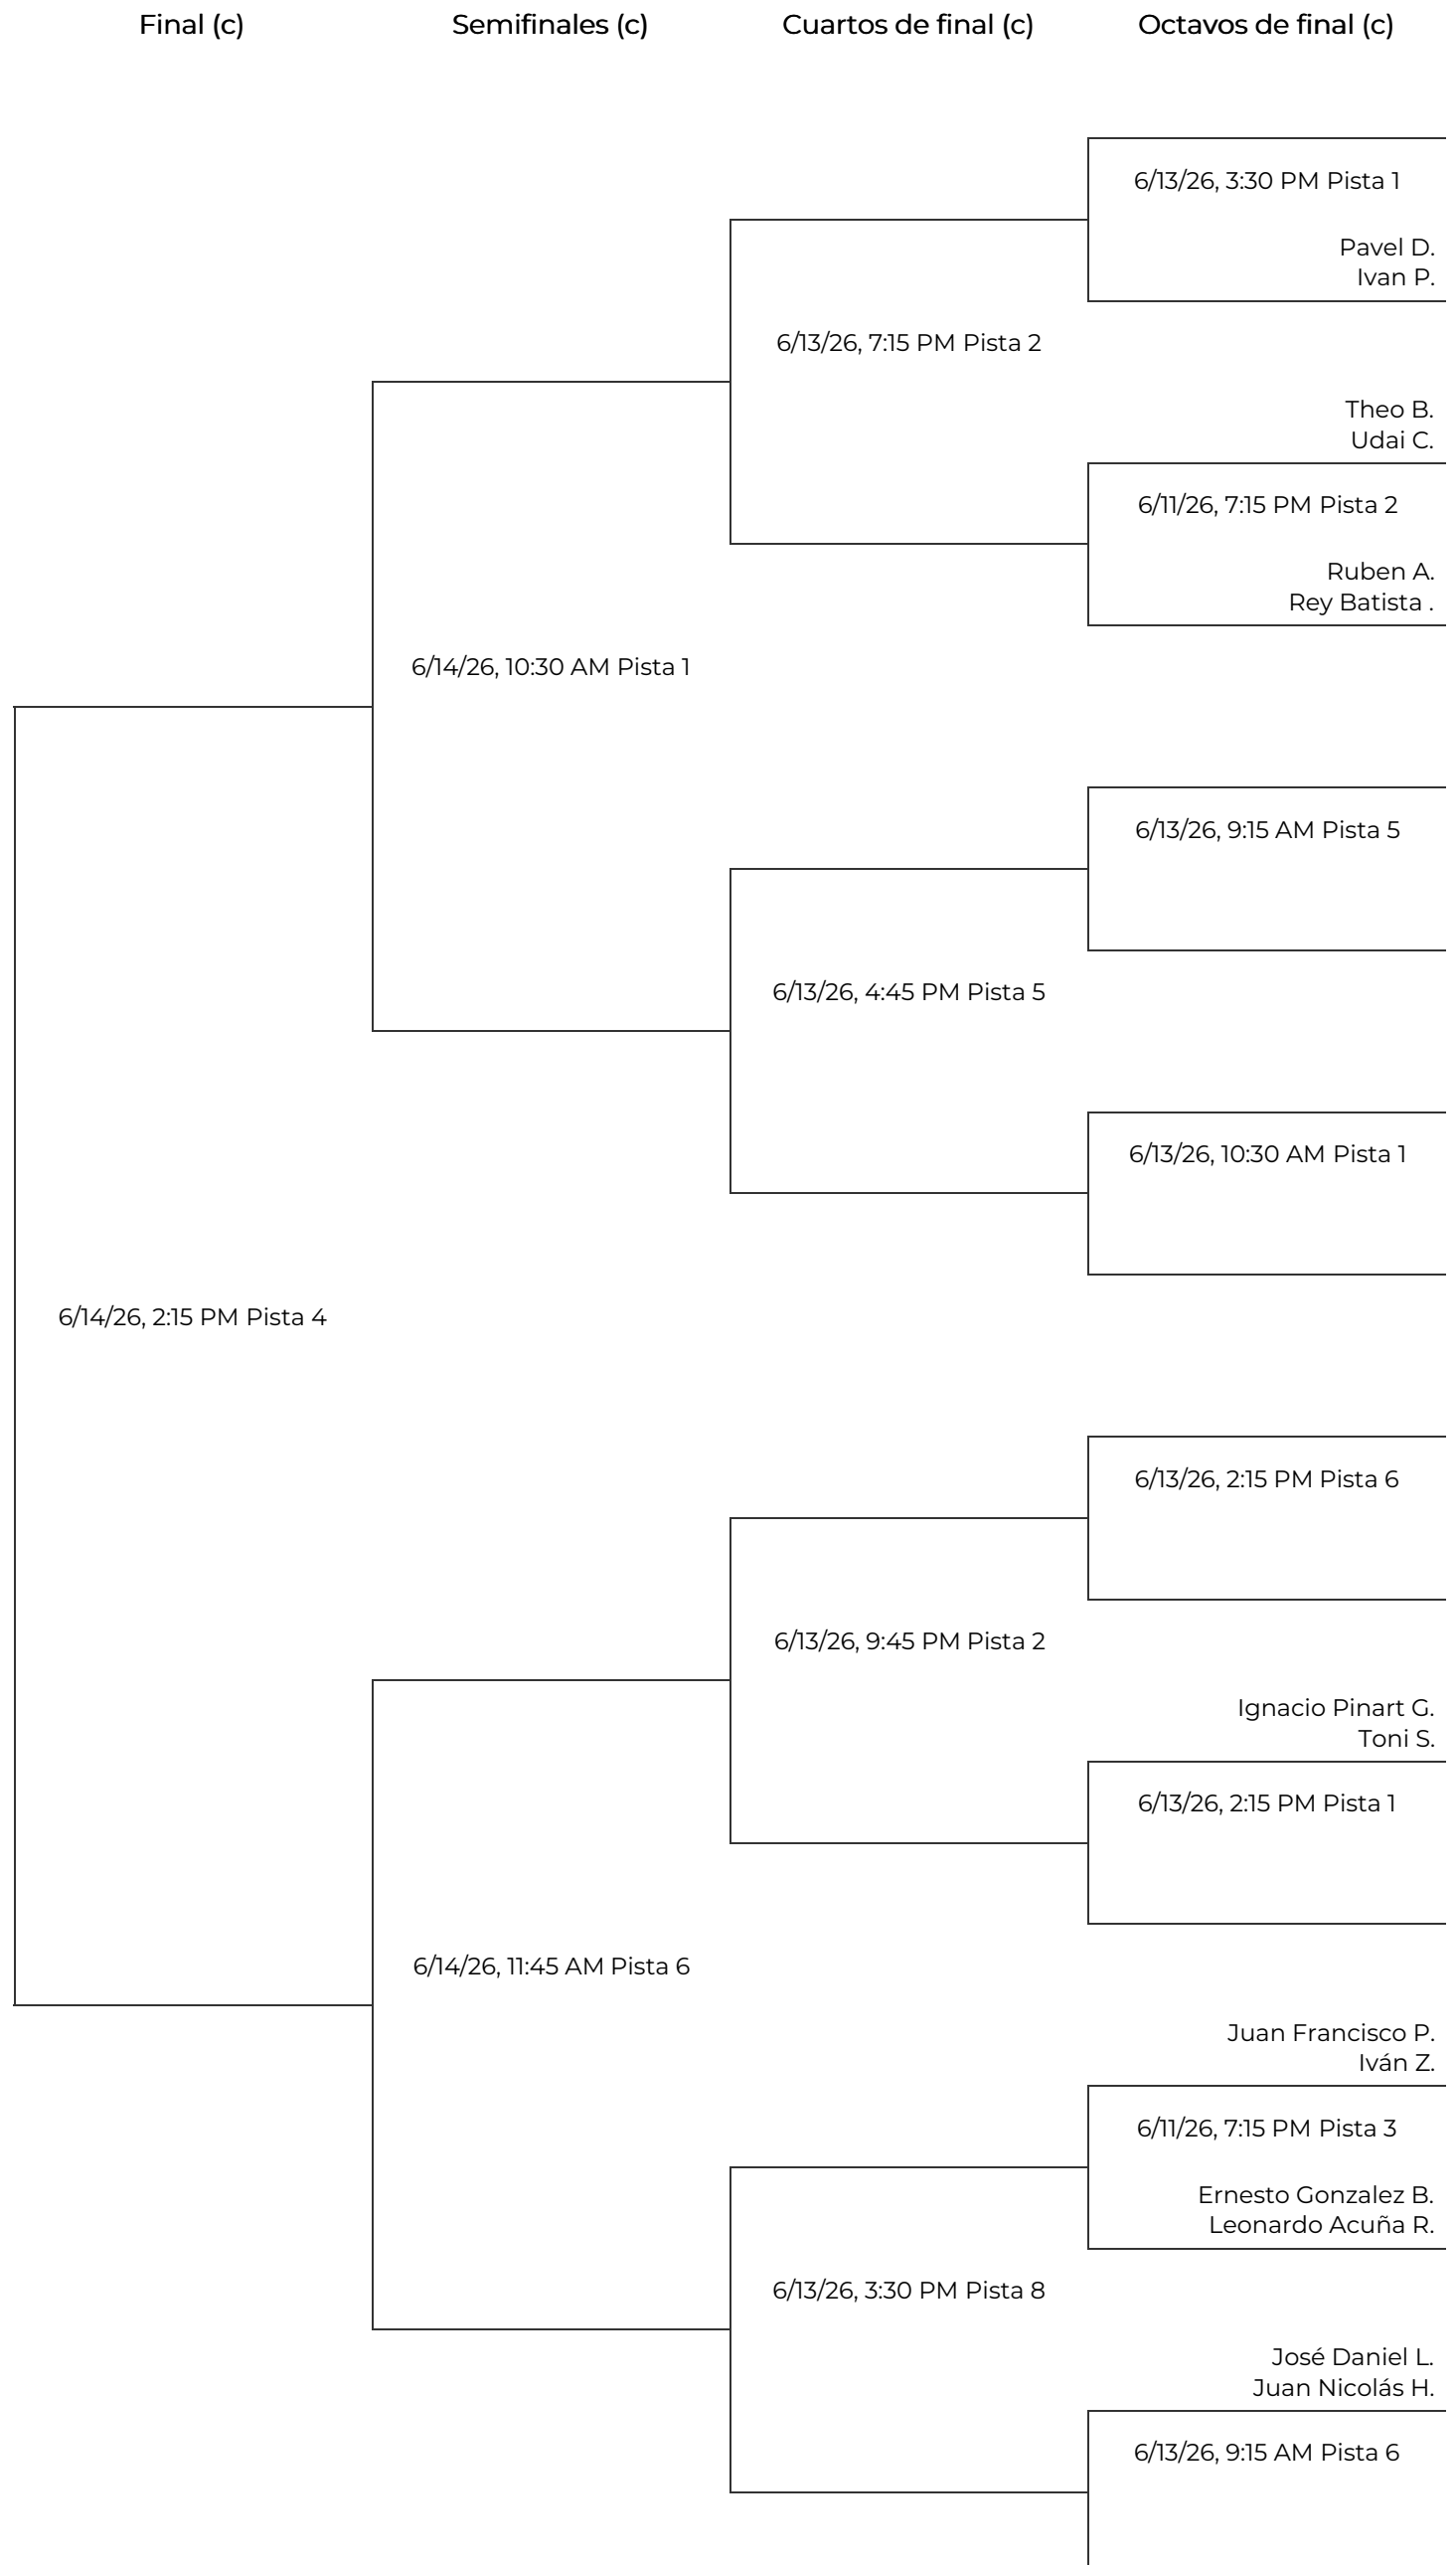 Final (c)
Semifinales (c)
Cuartos de final (c)
Octavos de final (c)
6/13/26, 3:30 PM Pista 1
Pavel D.
Ivan P.
6/13/26, 7:15 PM Pista 2
Theo B.
Udai C.
6/11/26, 7:15 PM Pista 2
Ruben A.
Rey Batista .
6/14/26, 10:30 AM Pista 1
6/13/26, 9:15 AM Pista 5
6/13/26, 4:45 PM Pista 5
6/13/26, 10:30 AM Pista 1
6/14/26, 2:15 PM Pista 4
6/13/26, 2:15 PM Pista 6
6/13/26, 9:45 PM Pista 2
Ignacio Pinart G.
Toni S.
6/13/26, 2:15 PM Pista 1
6/14/26, 11:45 AM Pista 6
Juan Francisco P.
Iván Z.
6/11/26, 7:15 PM Pista 3
Ernesto Gonzalez B.
Leonardo Acuña R.
6/13/26, 3:30 PM Pista 8
José Daniel L.
Juan Nicolás H.
6/13/26, 9:15 AM Pista 6